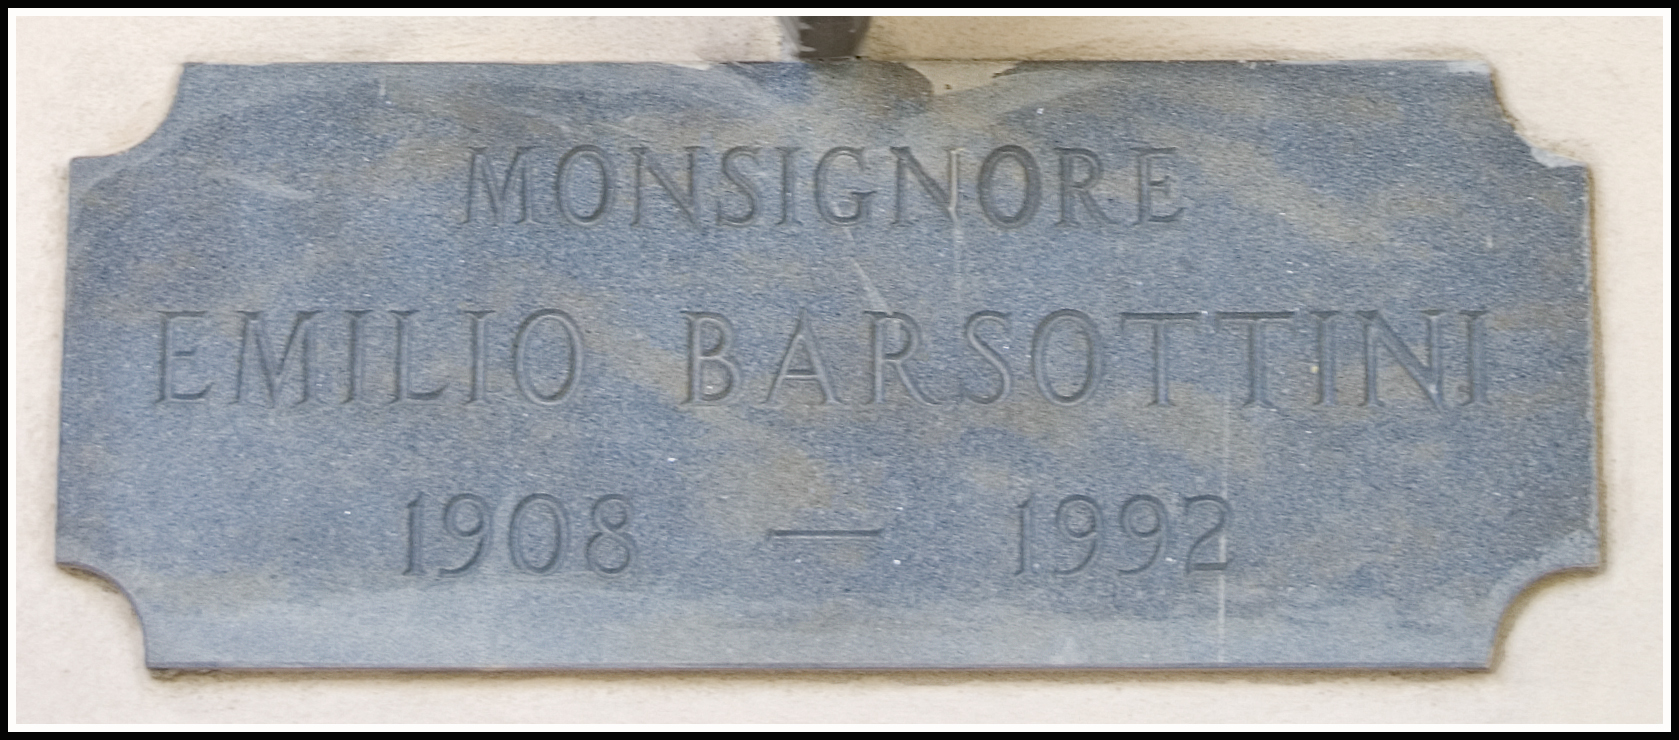 MONSIGNORE
EMILIO BARSOTTINI
1908 — 1992